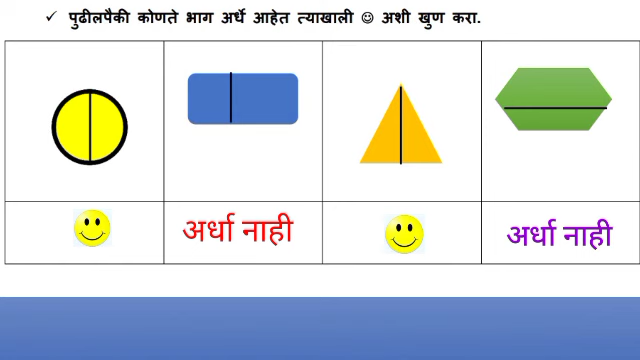 ✓ पुढीलपैकी कोणते भाग अर्धे आहेत त्याखाली ☺ अशी खुण करा.
अर्धा नाही
अर्धा नाही